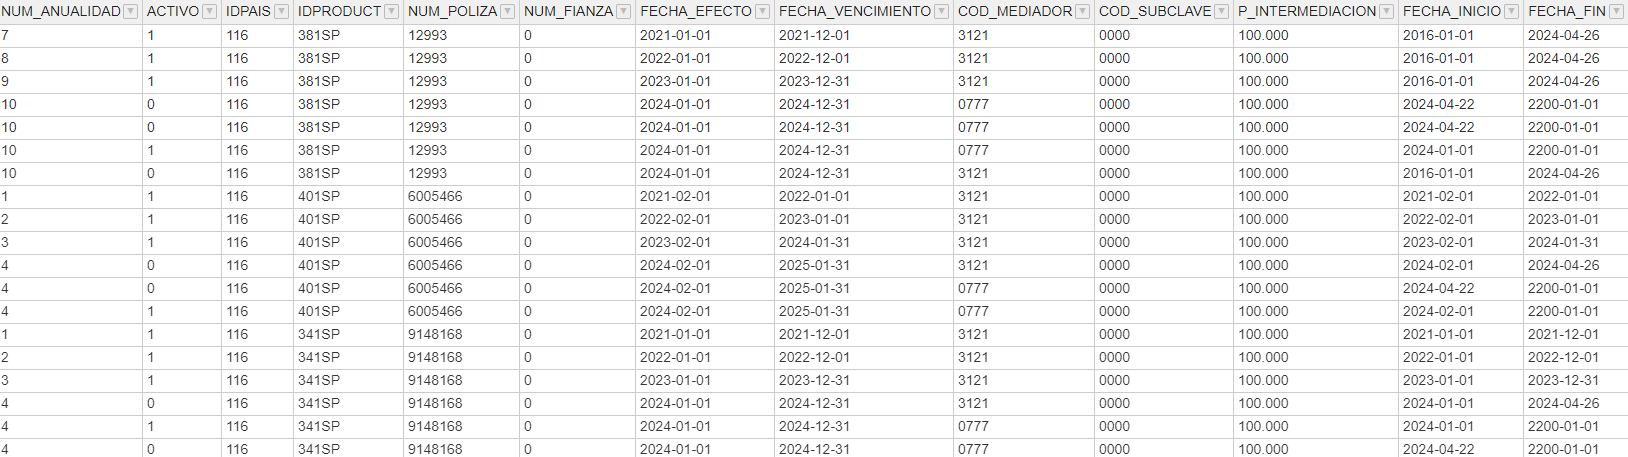 NUM_ANUALIDAD ACTIVO IDPAIS IDPRODUCT NUM_POLIZA NUM_FIANZA FECHA_EFECTO FECHA_VENCIMIENTO COD_MEDIADOR COD_SUBCLAVE P_INTERMEDIACION FECHA_INICIO FECHA_FIN
7 1 116 381SP 12993 0 2021-01-01 2021-12-01 3121 0000 100.000 2016-01-01 2024-04-26
8 1 116 381SP 12993 0 2022-01-01 2022-12-01 3121 0000 100.000 2016-01-01 2024-04-26
9 1 116 381SP 12993 0 2023-01-01 2023-12-31 3121 0000 100.000 2016-01-01 2024-04-26
10 0 116 381SP 12993 0 2024-01-01 2024-12-31 0777 0000 100.000 2024-04-22 2200-01-01
10 0 116 381SP 12993 0 2024-01-01 2024-12-31 0777 0000 100.000 2024-04-22 2200-01-01
10 1 116 381SP 12993 0 2024-01-01 2024-12-31 0777 0000 100.000 2024-01-01 2200-01-01
10 0 116 381SP 12993 0 2024-01-01 2024-12-31 3121 0000 100.000 2016-01-01 2024-04-26
1 1 116 401SP 6005466 0 2021-02-01 2022-01-01 3121 0000 100.000 2021-02-01 2022-01-01
2 1 116 401SP 6005466 0 2022-02-01 2023-01-01 3121 0000 100.000 2022-02-01 2023-01-01
3 1 116 401SP 6005466 0 2023-02-01 2024-01-31 3121 0000 100.000 2023-02-01 2024-01-31
4 0 116 401SP 6005466 0 2024-02-01 2025-01-31 3121 0000 100.000 2024-02-01 2024-04-26
4 0 116 401SP 6005466 0 2024-02-01 2025-01-31 0777 0000 100.000 2024-04-22 2200-01-01
4 1 116 401SP 6005466 0 2024-02-01 2025-01-31 0777 0000 100.000 2024-02-01 2200-01-01
1 1 116 341SP 9148168 0 2021-01-01 2021-12-01 3121 0000 100.000 2021-01-01 2021-12-01
2 1 116 341SP 9148168 0 2022-01-01 2022-12-01 3121 0000 100.000 2022-01-01 2022-12-01
3 1 116 341SP 9148168 0 2023-01-01 2023-12-31 3121 0000 100.000 2023-01-01 2023-12-31
4 0 116 341SP 9148168 0 2024-01-01 2024-12-31 3121 0000 100.000 2024-01-01 2024-04-26
4 1 116 341SP 9148168 0 2024-01-01 2024-12-31 0777 0000 100.000 2024-01-01 2200-01-01
4 0 116 341SP 9148168 0 2024-01-01 2024-12-31 0777 0000 100.000 2024-04-22 2200-01-01